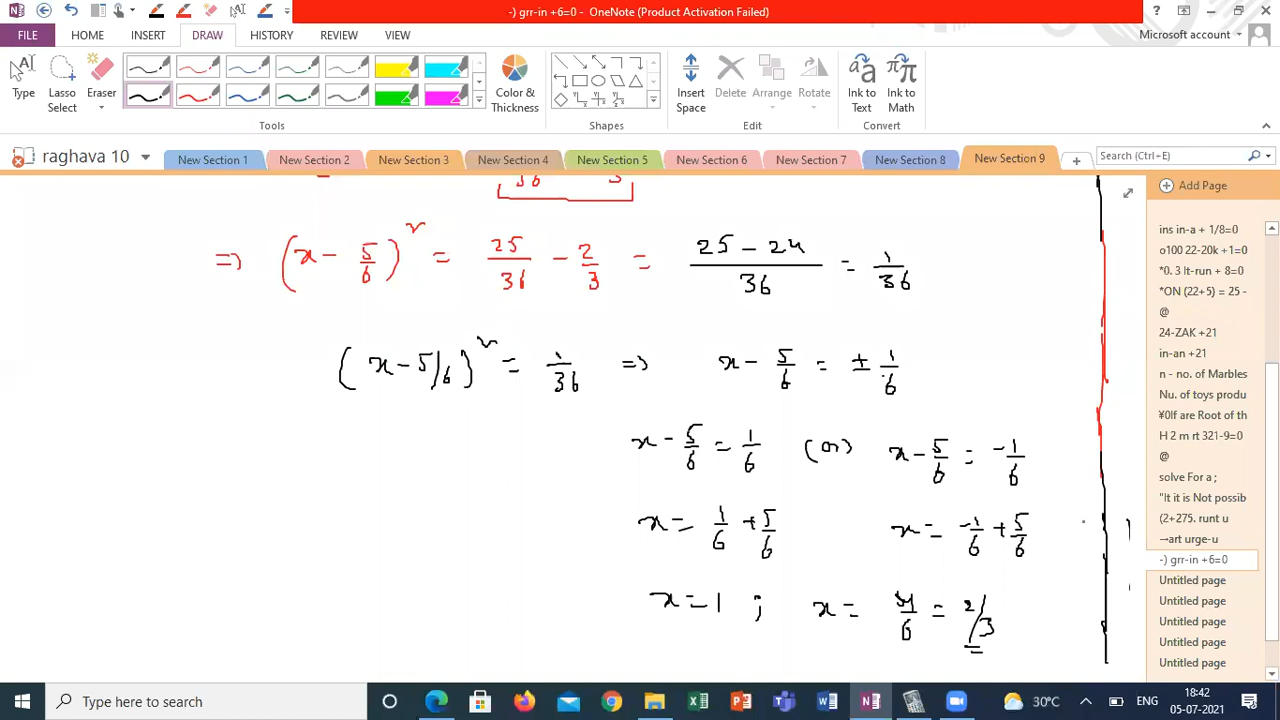 -) grr-in +6=0 - OneNote (Product Activation Failed)
FILE HOME INSERT DRAW HISTORY REVIEW VIEW Microsoft account
Type Lasso Select Eraser Color & Thickness Insert Space Delete Arrange Rotate Ink to Text Ink to Math
Tools Shapes Edit Convert
raghava 10 New Section 1 New Section 2 New Section 3 New Section 4 New Section 5 New Section 6 New Section 7 New Section 8 New Section 9 Search (Ctrl+E)
Add Page
ins in-a + 1/8=0
o100 22-20k +1=0
*0. 3 !t-run + 8=0
*ON (22+5) = 25 -
@
24-ZAK +21
in-an +21
n - no. of Marbles
Nu. of toys produ
¥0lf are Root of th
H 2 m rt 321-9=0
@
solve For a ;
"It it is Not possib
(2+275. runt u
→art urge-u
-) grr-in +6=0
Untitled page
Untitled page
Untitled page
Untitled page
Untitled page
36 3
=> (x - 5/6)² = 25/36 - 2/3 = (25 - 24)/36 = 1/36
(x - 5/6)² = 1/36 => x - 5/6 = ± 1/6
x - 5/6 = 1/6 (or) x - 5/6 = -1/6
x = 1/6 + 5/6 x = -1/6 + 5/6
x = 1 ; x = 4/6 = 2/3
Type here to search 30°C ENG 18:42 05-07-2021